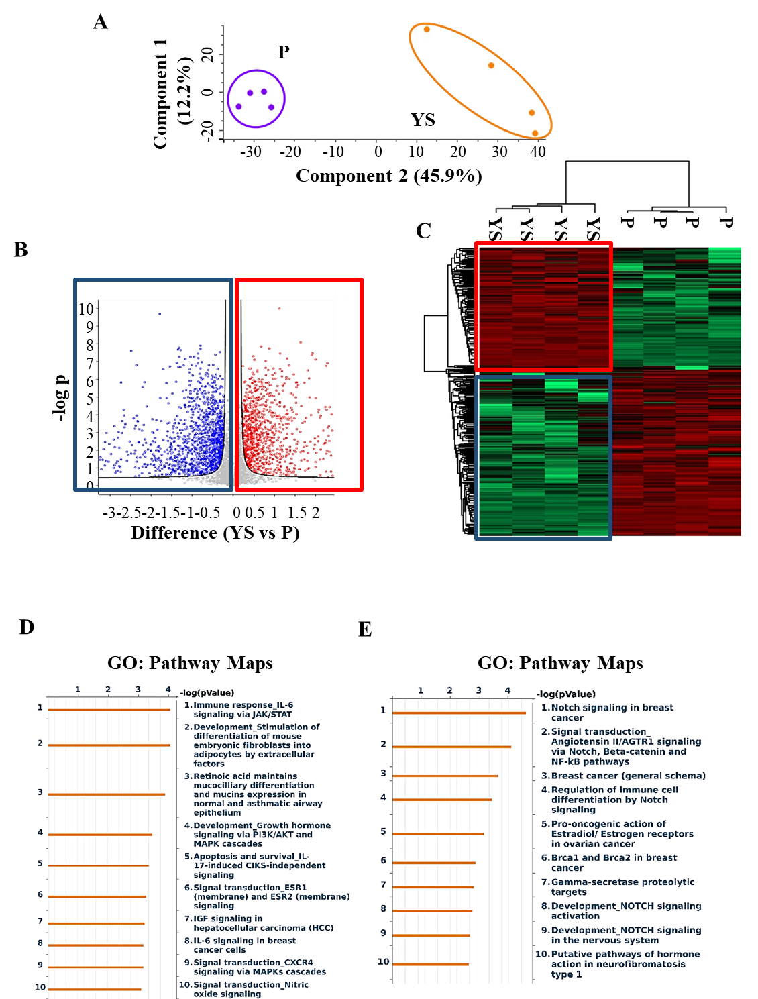 A
Component 1
(12.2%)
20
0
-20
P
YS
-30
-20
-10
0
10
20
30
40
Component 2 (45.9%)
B
-log p
10
9
8
7
6
5
4
3
2
1
0
-3-2.5-2-1.5-1-0.5 0 0.5 1 1.5 2
Difference (YS vs P)
C
YS YS YS YS P P P P
D
GO: Pathway Maps
1 2 3 4 -log(pValue)
1
2
3
4
5
6
7
8
9
10
1. Immune response_IL-6
signaling via JAK/STAT
2. Development_Stimulation of
differentiation of mouse
embryonic fibroblasts into
adipocytes by extracellular
factors
3. Retinoic acid maintains
mucocilliary differentiation
and mucins expression in
normal and asthmatic airway
epithelium
4. Development_Growth hormone
signaling via PI3K/AKT and
MAPK cascades
5. Apoptosis and survival_IL-
17-induced CIKS-independent
signaling
6. Signal transduction_ESR1
(membrane) and ESR2 (membrane)
signaling
7. IGF signaling in
hepatocellular carcinoma (HCC)
8. IL-6 signaling in breast
cancer cells
9. Signal transduction_CXCR4
signaling via MAPKs cascades
10. Signal transduction_Nitric
oxide signaling
E
GO: Pathway Maps
1 2 3 4 -log(pValue)
1
2
3
4
5
6
7
8
9
10
1. Notch signaling in breast
cancer
2. Signal transduction_
Angiotensin II/AGTR1 signaling
via Notch, Beta-catenin and
NF-kB pathways
3. Breast cancer (general schema)
4. Regulation of immune cell
differentiation by Notch
signaling
5. Pro-oncogenic action of
Estradiol/ Estrogen receptors
in ovarian cancer
6. Brca1 and Brca2 in breast
cancer
7. Gamma-secretase proteolytic
targets
8. Development_NOTCH signaling
activation
9. Development_NOTCH signaling
in the nervous system
10. Putative pathways of hormone
action in neurofibromatosis
type 1